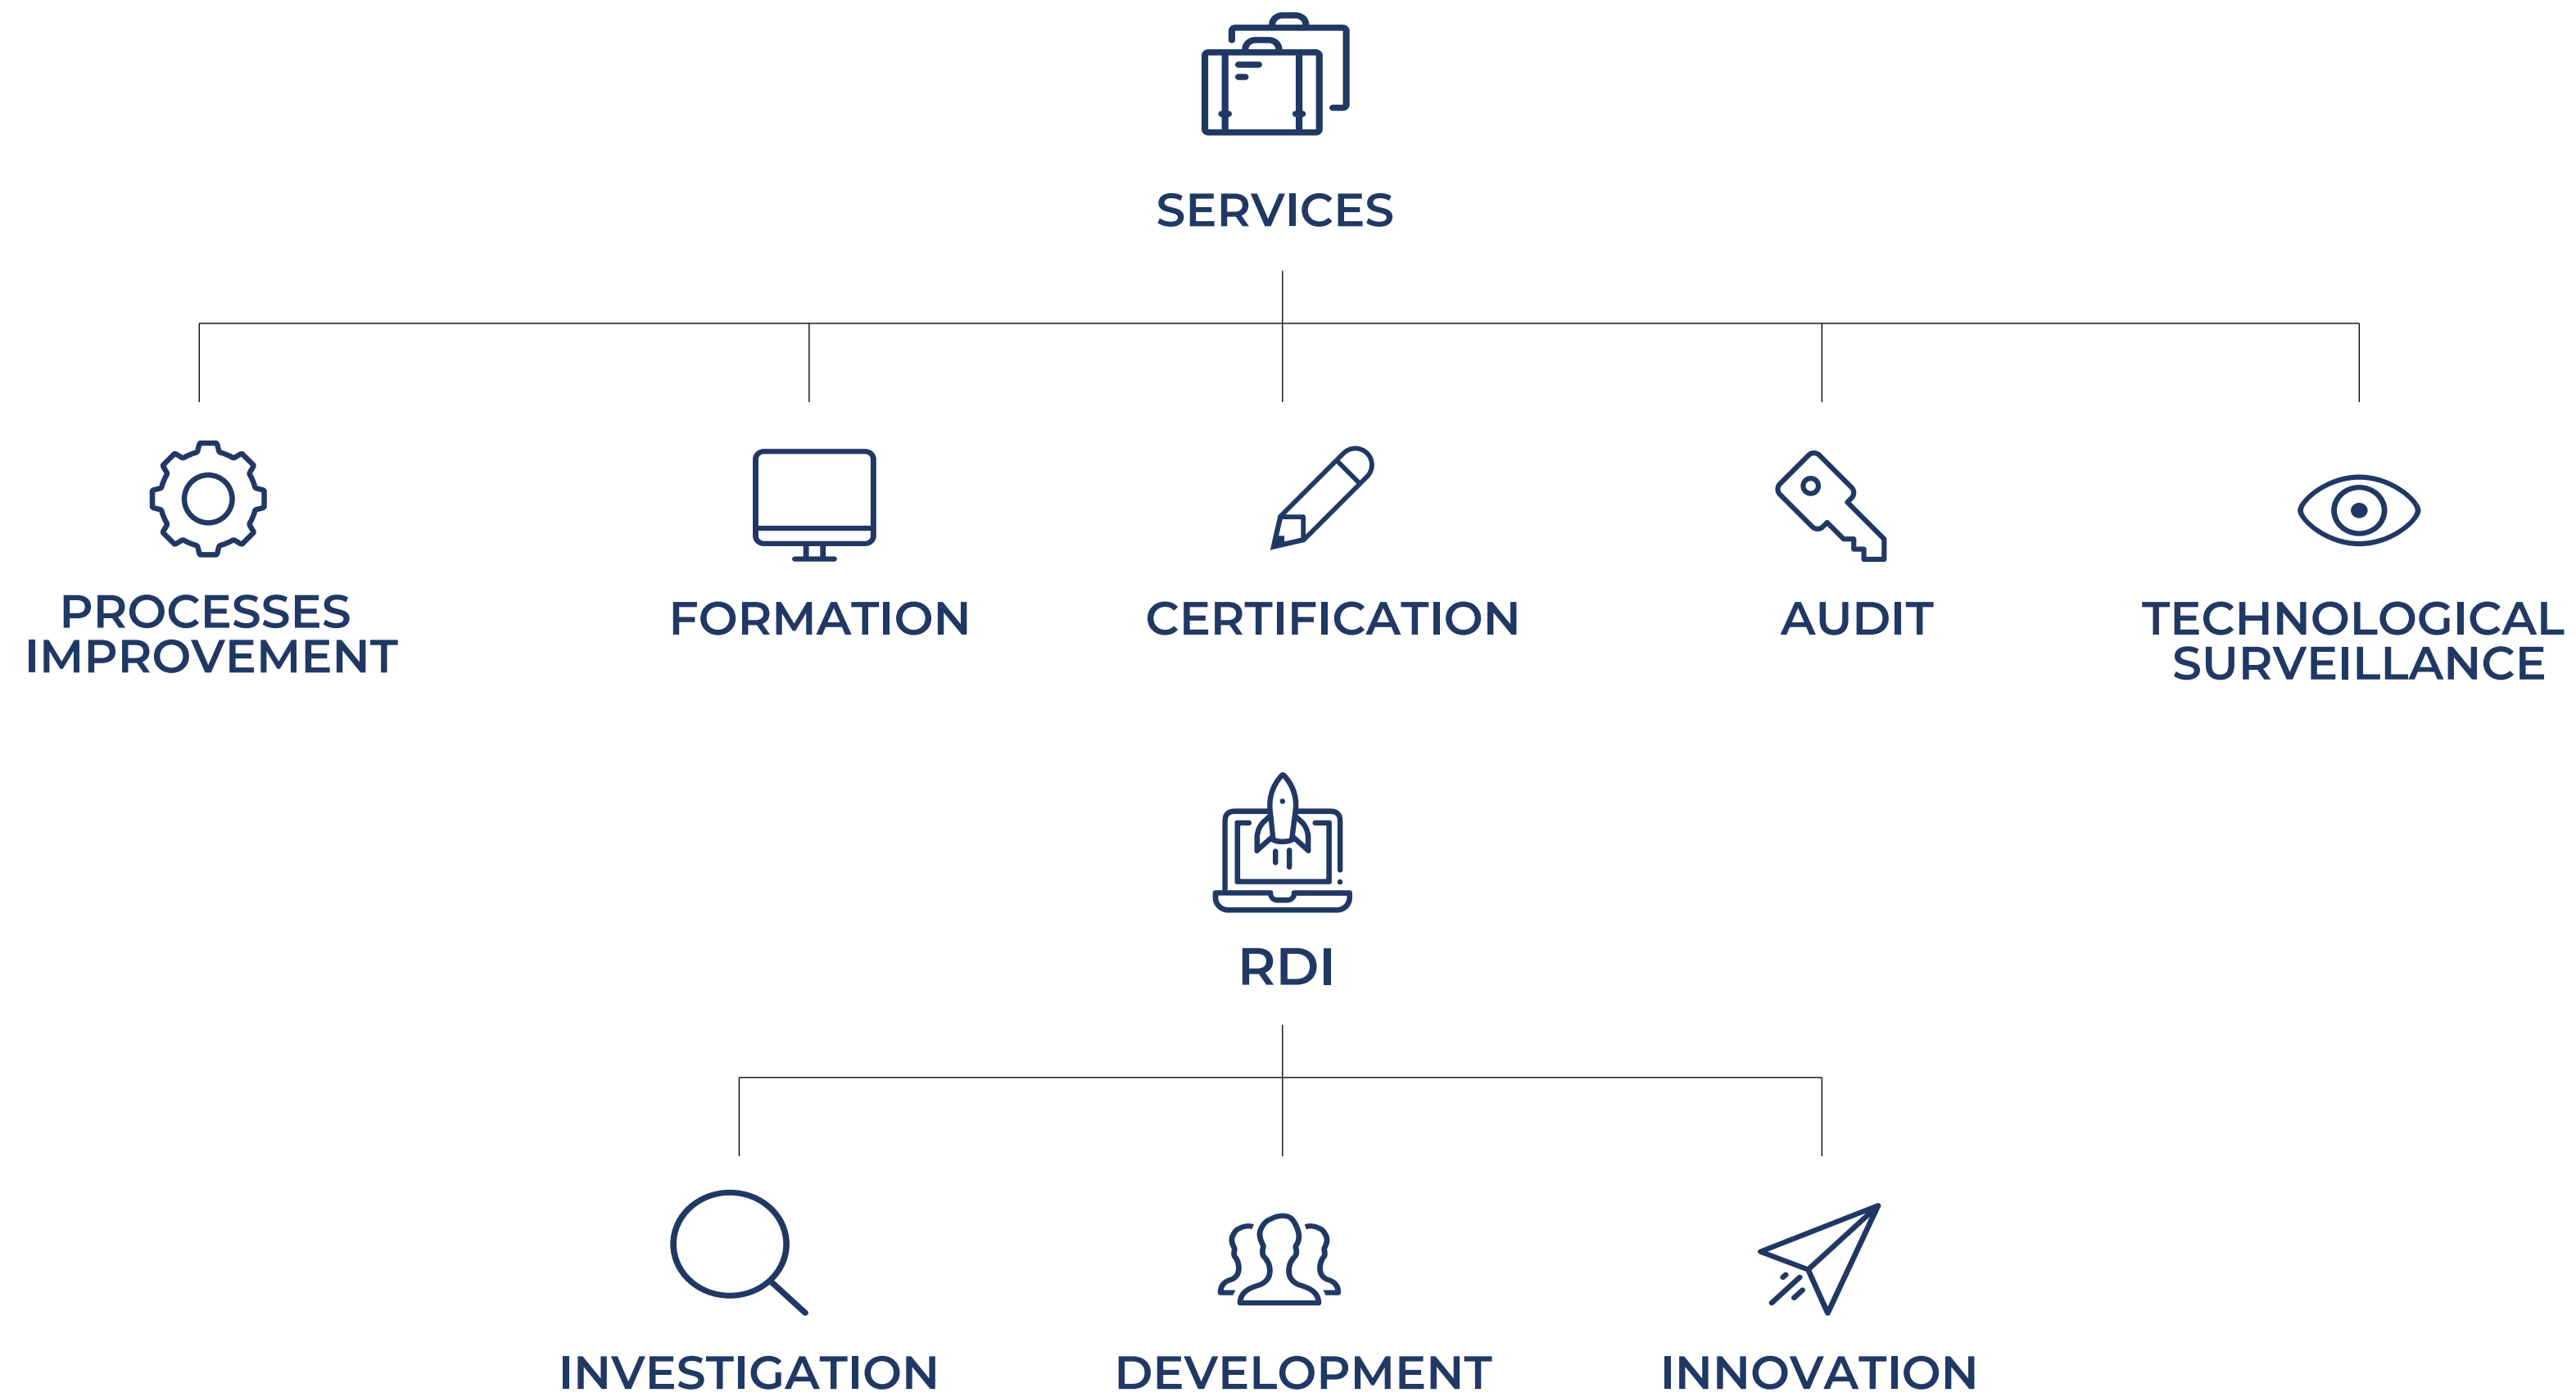 SERVICES
PROCESSES
IMPROVEMENT
FORMATION
CERTIFICATION
AUDIT
TECHNOLOGICAL
SURVEILLANCE
RDI
INVESTIGATION
DEVELOPMENT
INNOVATION